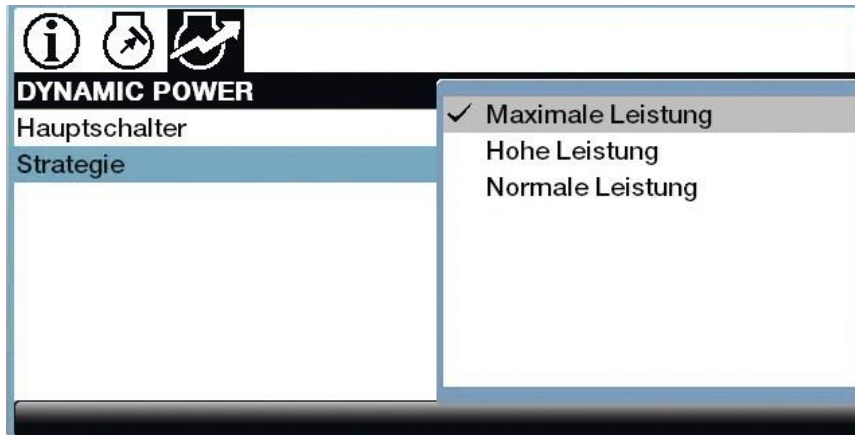 DYNAMIC POWER
Hauptschalter
Strategie
Maximale Leistung
Hohe Leistung
Normale Leistung